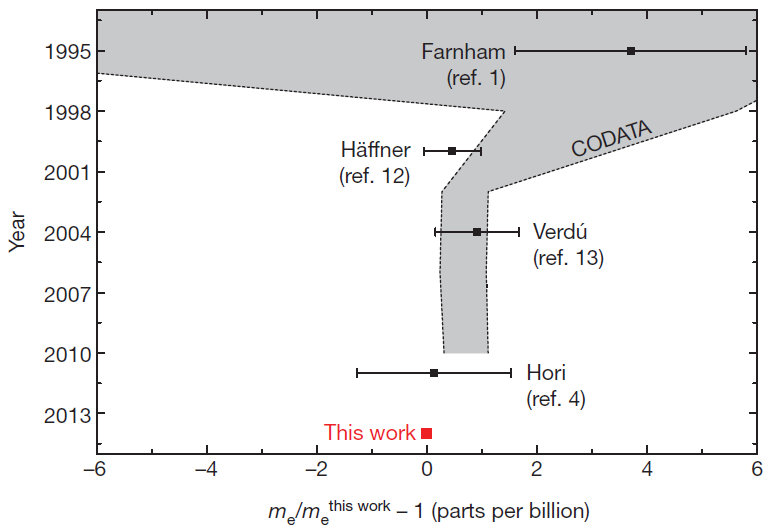 1995
1998
2001
2004
2007
2010
2013
Year
Farnham
(ref. 1)
CODATA
Häffner
(ref. 12)
Verdú
(ref. 13)
Hori
(ref. 4)
This work
−6 −4 −2 0 2 4 6
mₑ/mₑᵗʰⁱˢ ʷᵒʳᵏ – 1 (parts per billion)